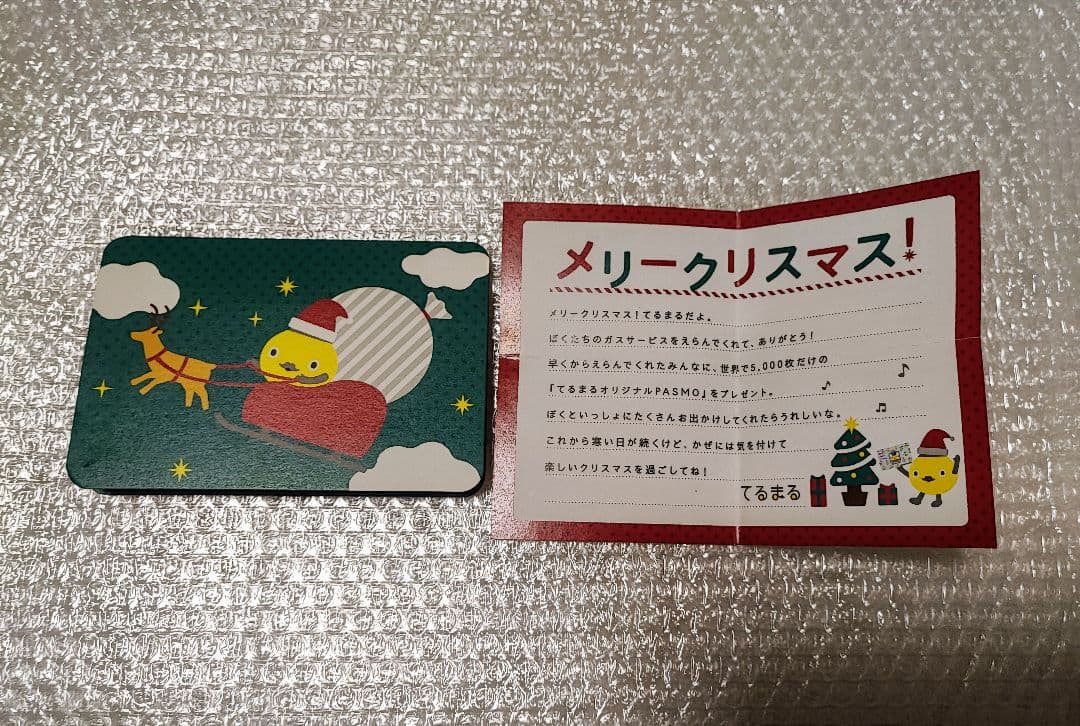 メリークリスマス!
メリークリスマス!てるまるだよ。
ぼくたちのガスサービスをえらんでくれて、ありがとう!
早くからえらんでくれたみんなに、世界で5,000枚だけの
「てるまるオリジナルPASMO」をプレゼント。
ぼくといっしょにたくさんお出かけしてくれたらうれしいな。
これから寒い日が続くけど、かぜには気を付けて
楽しいクリスマスを過ごしてね!
てるまる